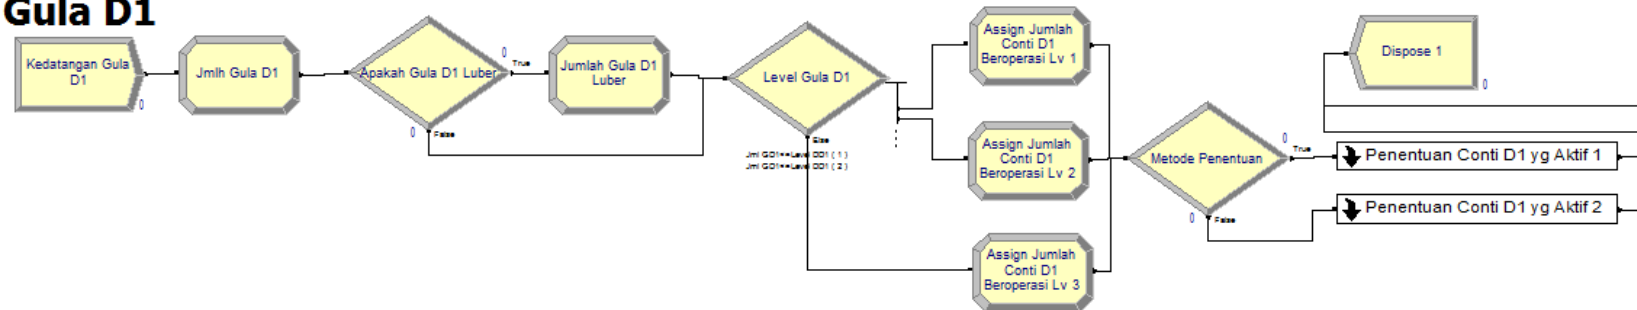 Gula D1
Kedatangan Gula
D1
0
Jmlh Gula D1
Apakah Gula D1 Luber
0
True
0
False
Jumlah Gula D1
Luber
Level Gula D1
Else
Assign Jumlah
Conti D1
Beroperasi Lv 1
Assign Jumlah
Conti D1
Beroperasi Lv 2
Assign Jumlah
Conti D1
Beroperasi Lv 3
Metode Penentuan
0
True
0
False
Dispose 1
0
Penentuan Conti D1 yg Aktif 1
Penentuan Conti D1 yg Aktif 2